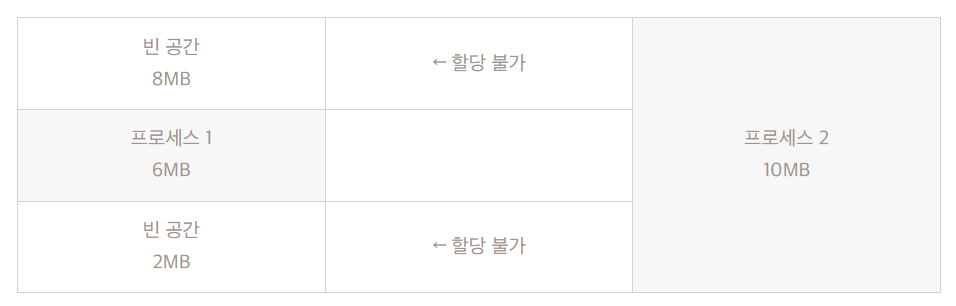 빈 공간
8MB
← 할당 불가
프로세스 1
6MB
프로세스 2
10MB
빈 공간
2MB
← 할당 불가